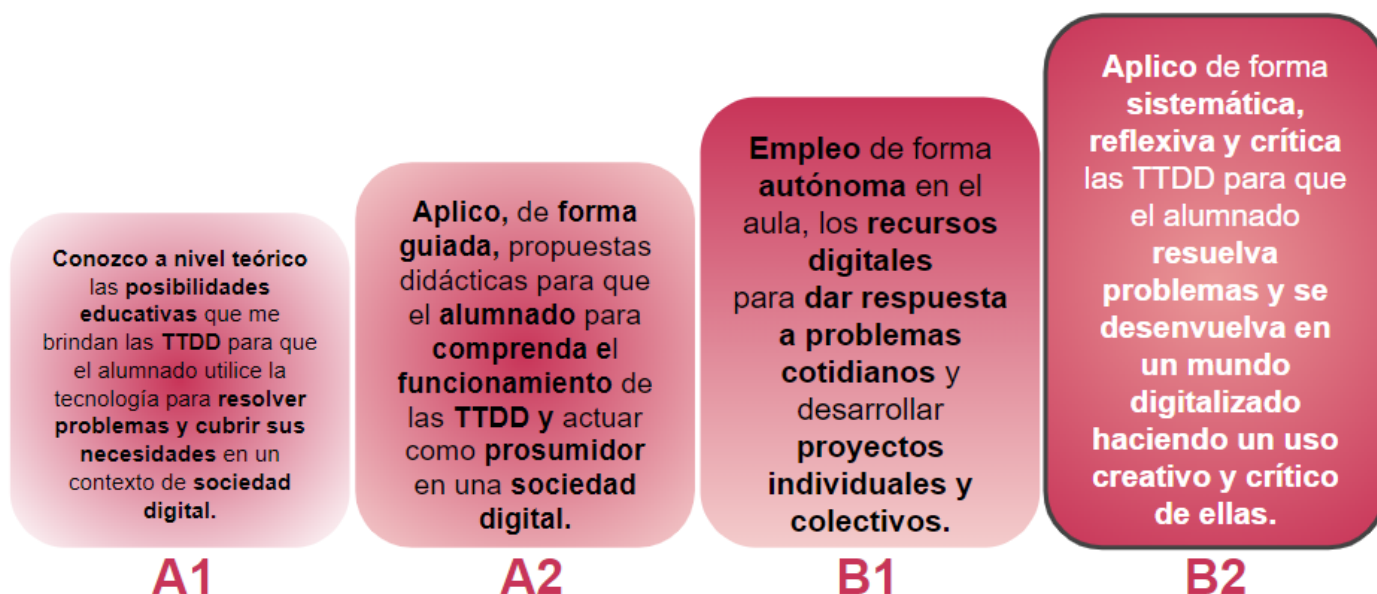 Conozco a nivel teórico
las posibilidades
educativas que me
brindan las TTDD para que
el alumnado utilice la
tecnología para resolver
problemas y cubrir sus
necesidades en un
contexto de sociedad
digital.
A1
Aplico, de forma
guiada, propuestas
didácticas para que
el alumnado para
comprenda el
funcionamiento de
las TTDD y actuar
como prosumidor
en una sociedad
digital.
A2
Empleo de forma
autónoma en el
aula, los recursos
digitales
para dar respuesta
a problemas
cotidianos y
desarrollar
proyectos
individuales y
colectivos.
B1
Aplico de forma
sistemática,
reflexiva y crítica
las TTDD para que
el alumnado
resuelva
problemas y se
desenvuelva en
un mundo
digitalizado
haciendo un uso
creativo y crítico
de ellas.
B2